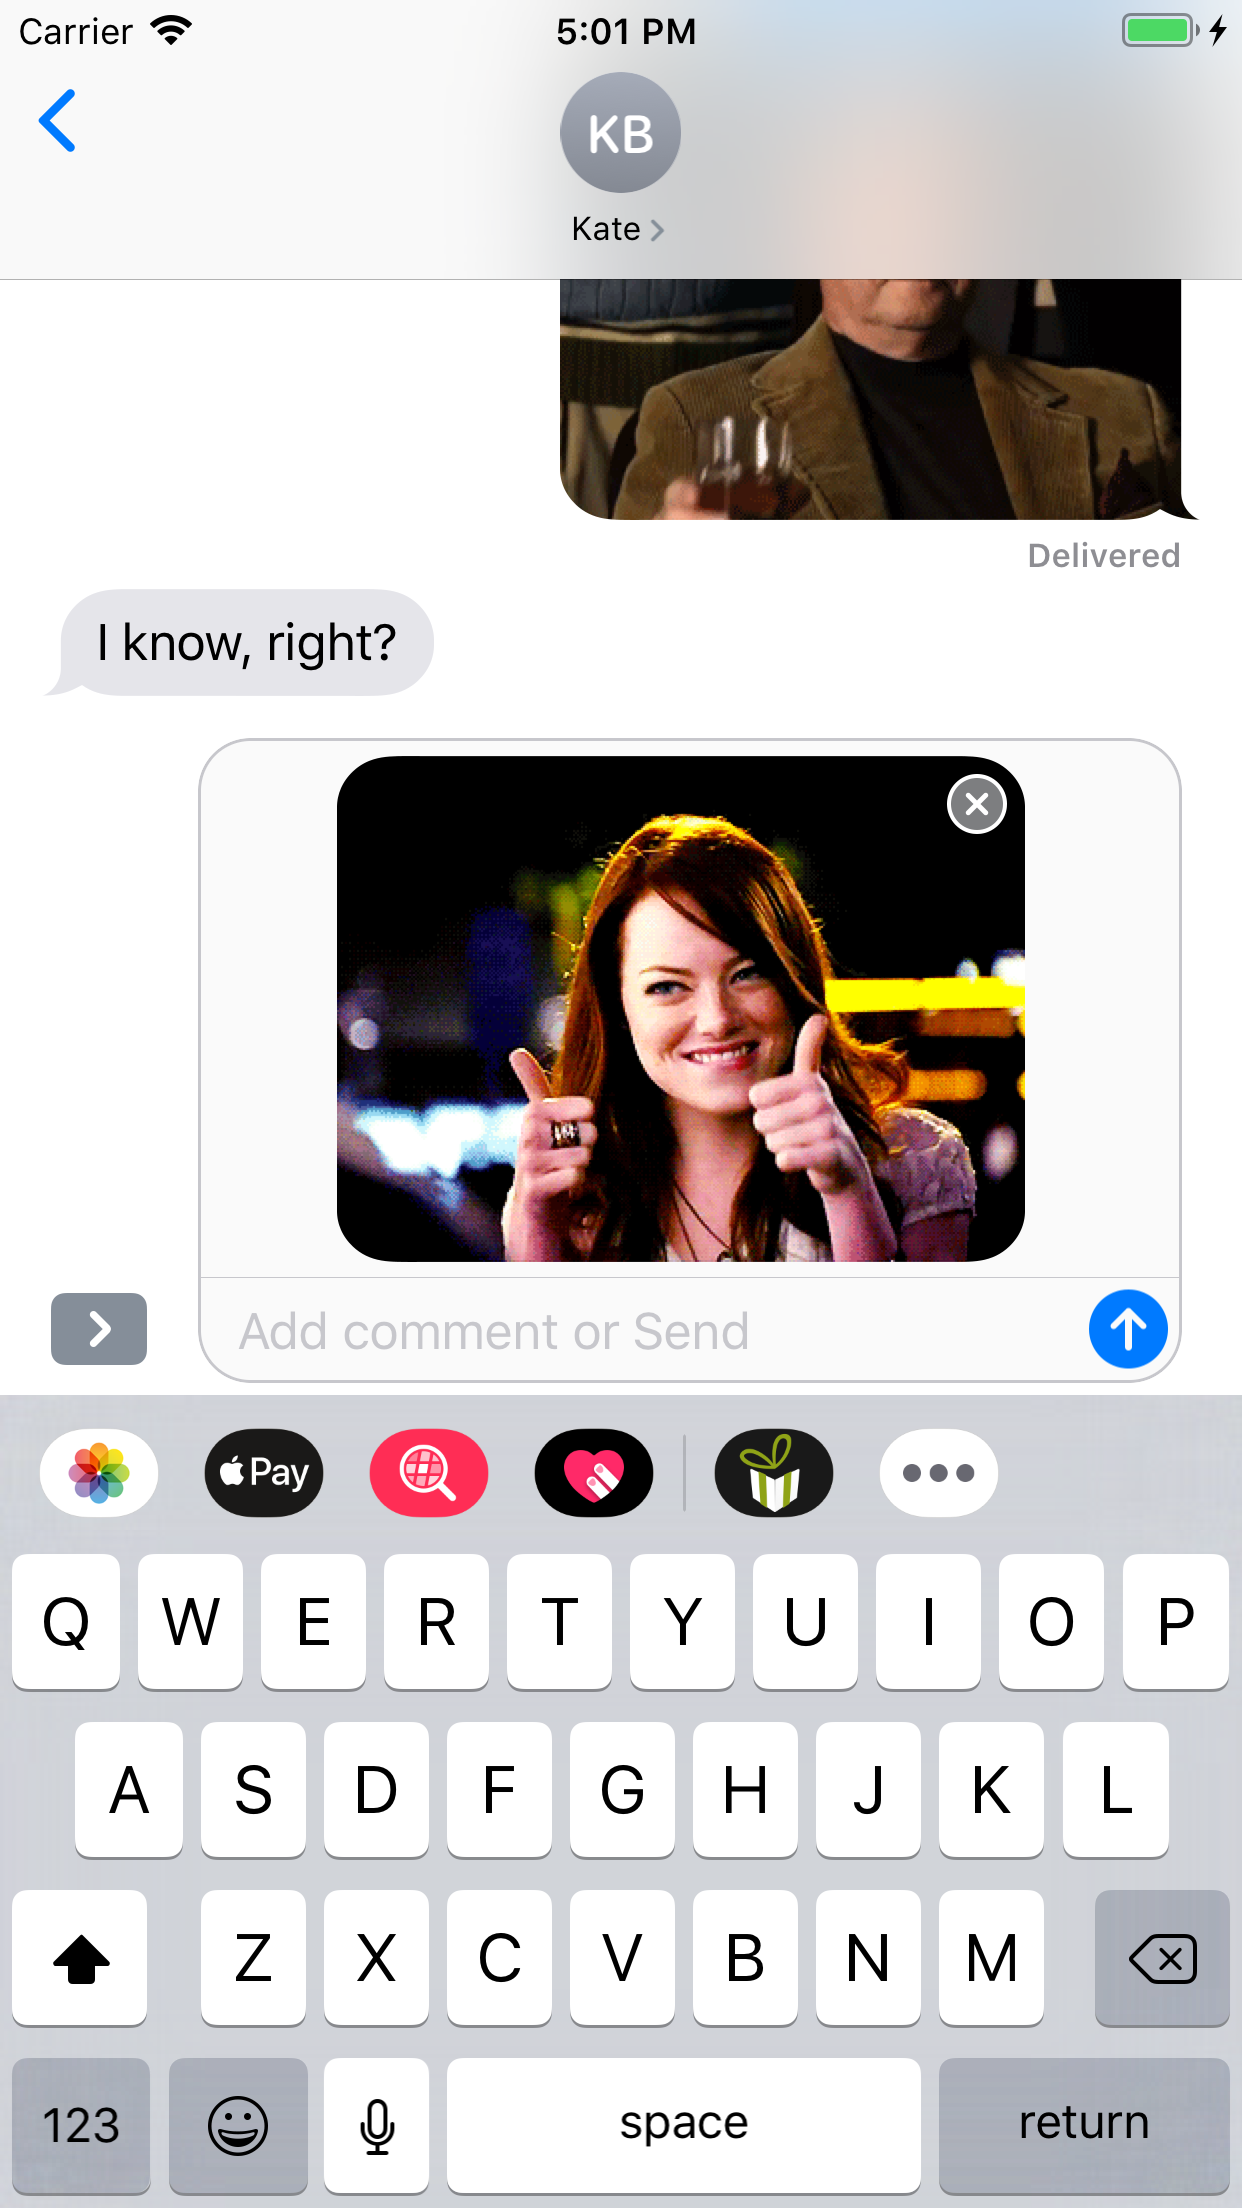 Carrier 5:01 PM
KB
Kate
Delivered
I know, right?
Add comment or Send
Pay
Q W E R T Y U I O P
A S D F G H J K L
Z X C V B N M
123 space return